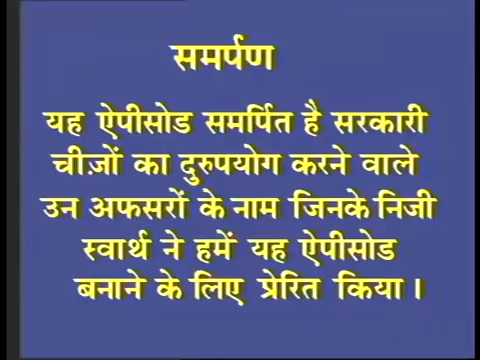 समर्पण
यह ऐपीसोड समर्पित है सरकारी
चीज़ों का दुरुपयोग करने वाले
उन अफसरों के नाम जिनके निजी
स्वार्थ ने हमें यह ऐपीसोड
बनाने के लिए प्रेरित किया।